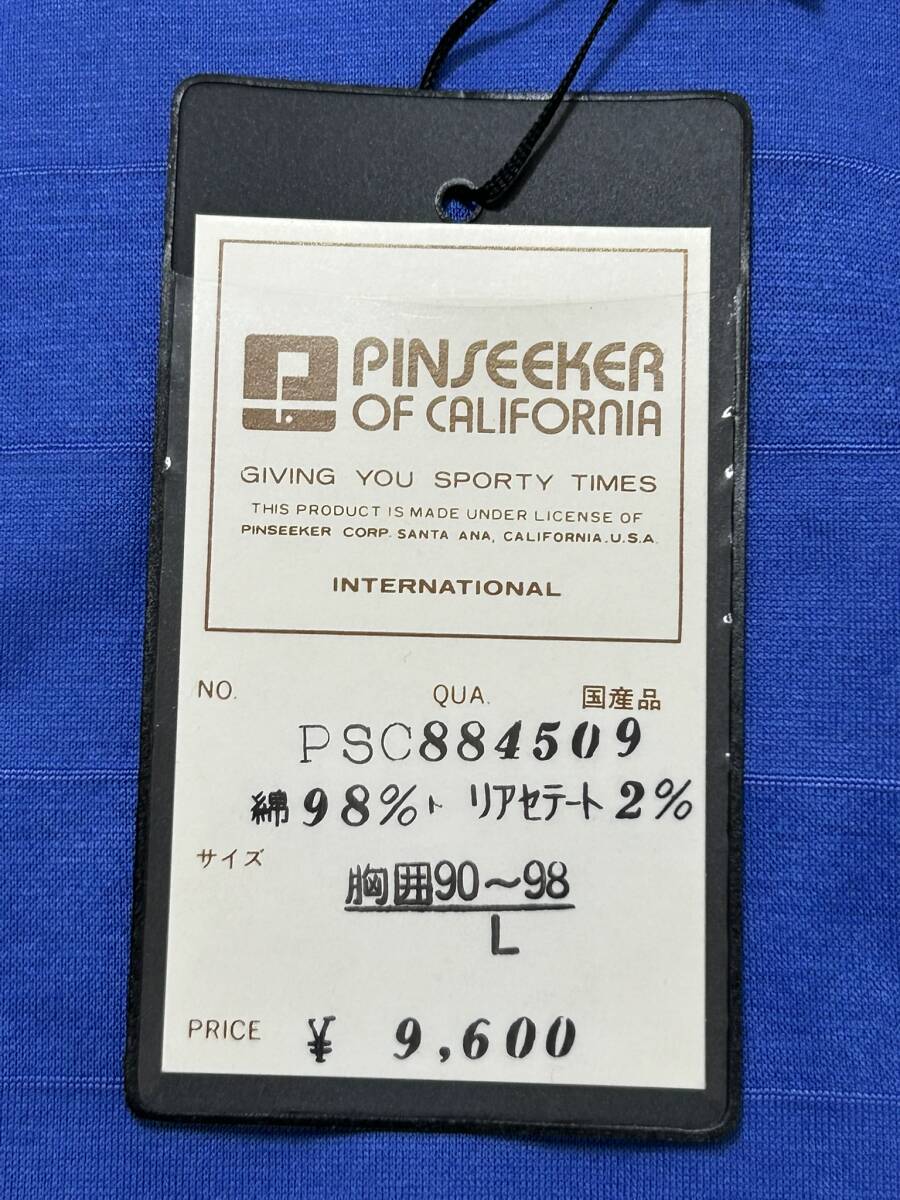 PINSEEKER
OF CALIFORNIA
GIVING YOU SPORTY TIMES
THIS PRODUCT IS MADE UNDER LICENSE OF
PINSEEKER CORP. SANTA ANA, CALIFORNIA.U.S.A.
INTERNATIONAL
NO. QUA. 国産品
PSC884509
綿98% トリアセテート2%
サイズ
胸囲90～98
L
PRICE ¥ 9,600